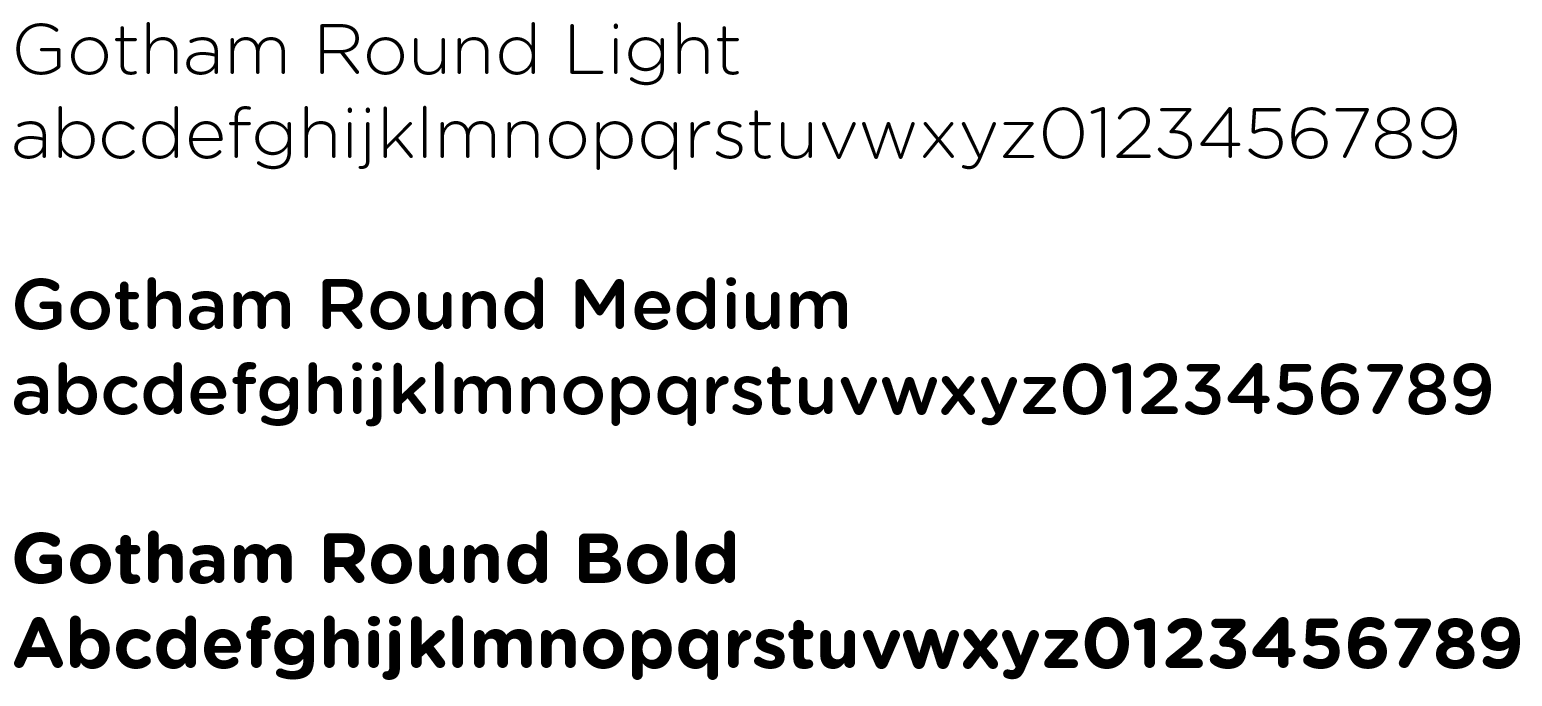 Gotham Round Light
abcdefghijklmnopqrstuvwxyz0123456789
Gotham Round Medium
abcdefghijklmnopqrstuvwxyz0123456789
Gotham Round Bold
Abcdefghijklmnopqrstuvwxyz0123456789